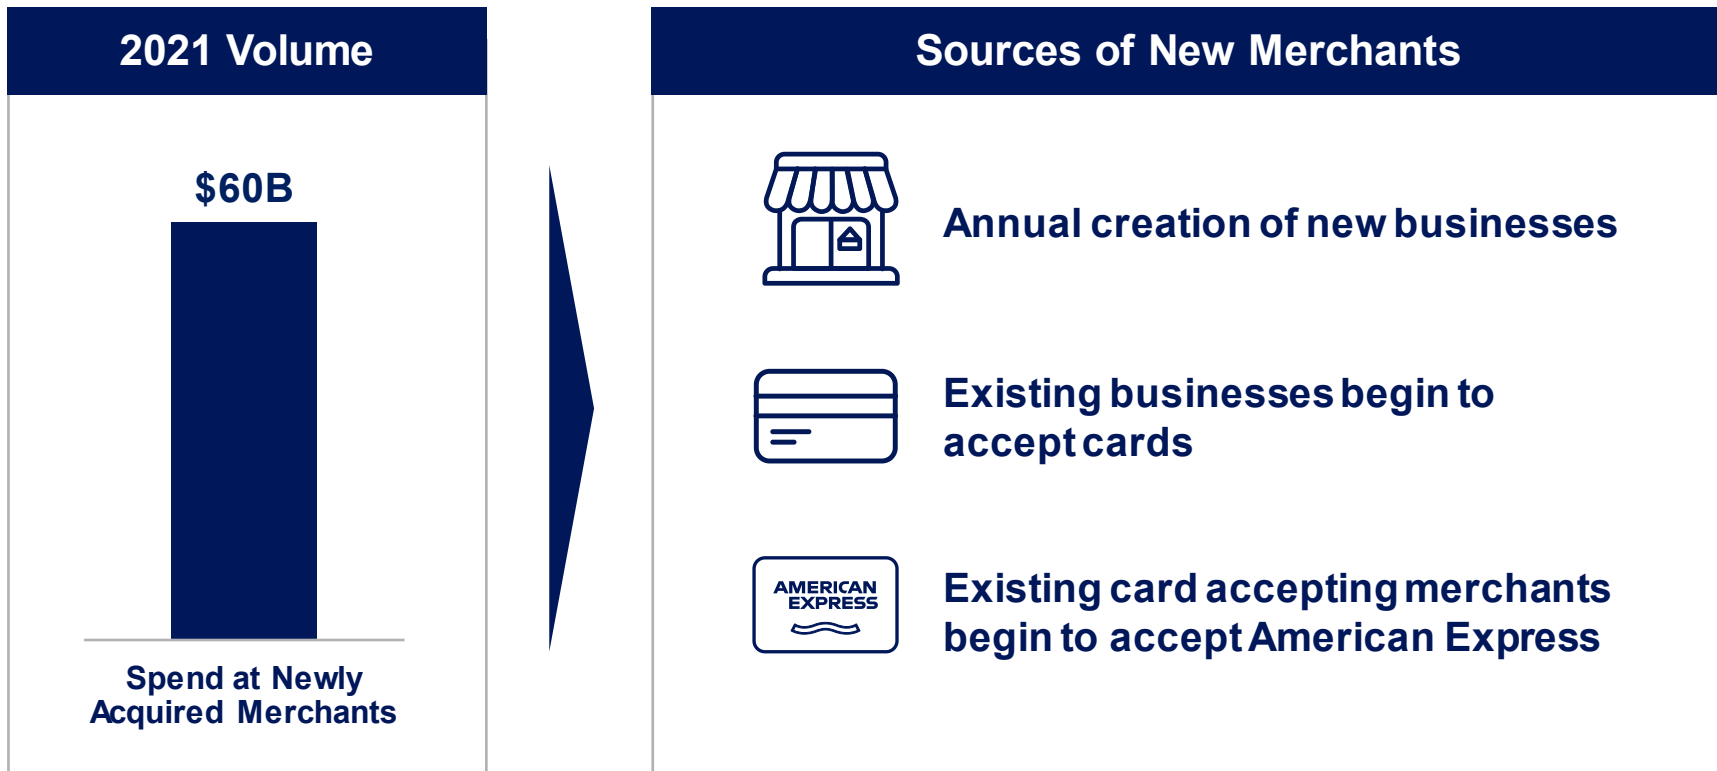 2021 Volume
$60B
Spend at Newly
Acquired Merchants
Sources of New Merchants
Annual creation of new businesses
Existing businesses begin to
accept cards
AMERICAN
EXPRESS
Existing card accepting merchants
begin to accept American Express